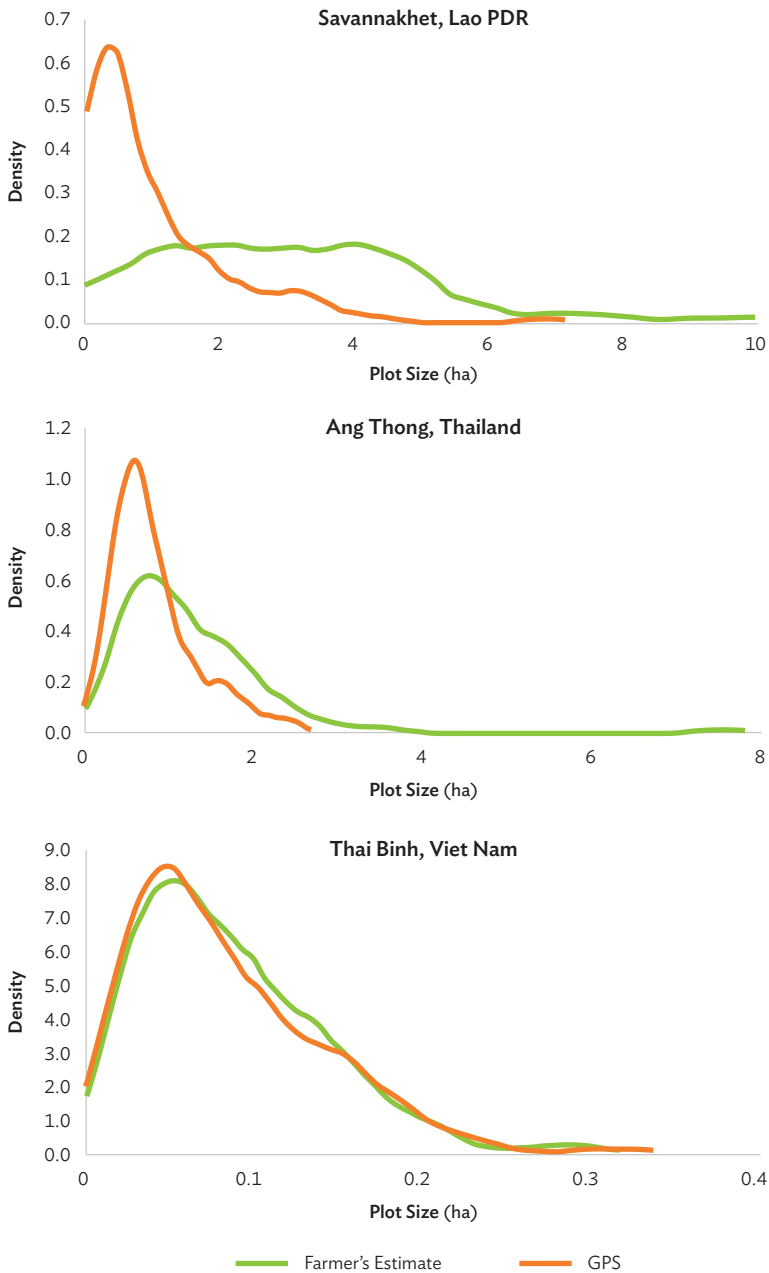 Savannakhet, Lao PDR
0.7
0.6
0.5
0.4
0.3
0.2
0.1
0.0
Density
0 2 4 6 8 10
Plot Size (ha)
Ang Thong, Thailand
1.2
1.0
0.8
0.6
0.4
0.2
0.0
Density
0 2 4 6 8
Plot Size (ha)
Thai Binh, Viet Nam
9.0
8.0
7.0
6.0
5.0
4.0
3.0
2.0
1.0
0.0
Density
0 0.1 0.2 0.3 0.4
Plot Size (ha)
Farmer's Estimate GPS